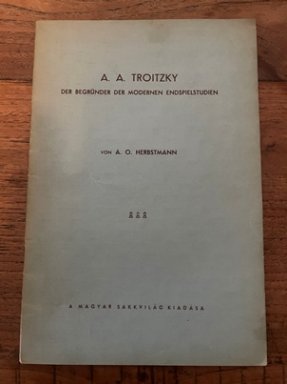 A. A. TROITZKY
DER BEGRÜNDER DER MODERNEN ENDSPIELSTUDIEN
VON A. O. HERBSTMANN
A MAGYAR SAKKVILÁG KIADÁSA